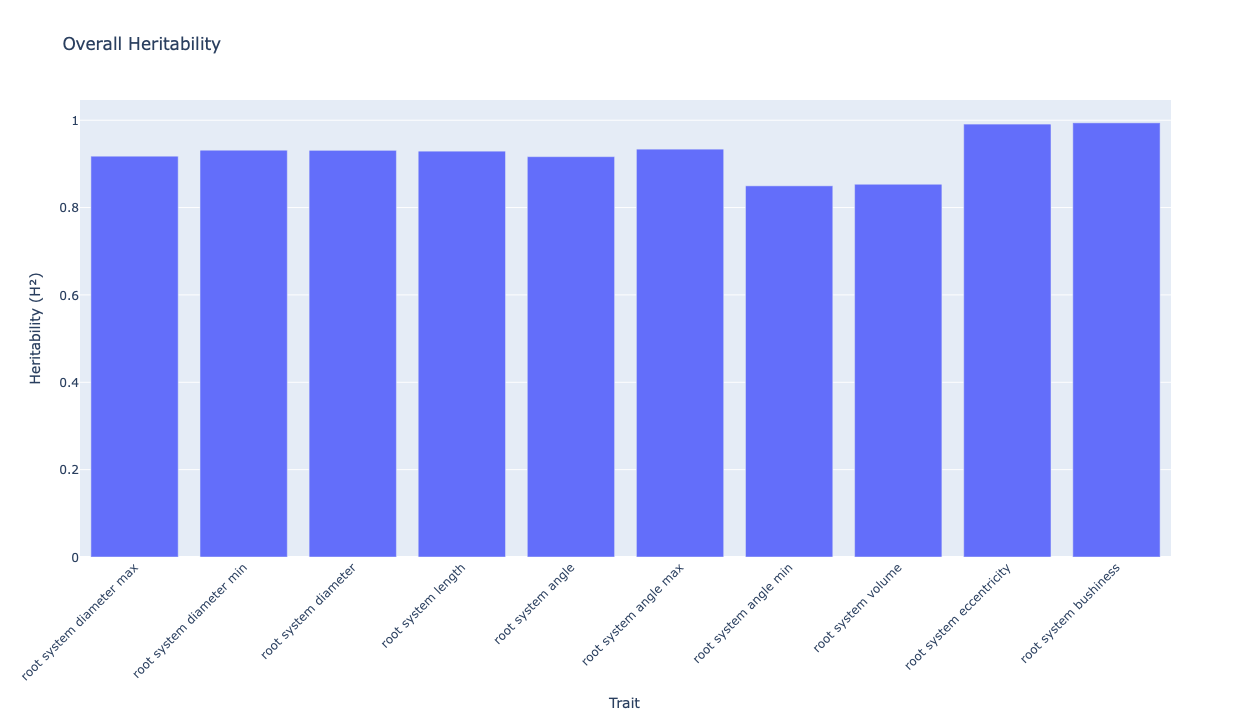 Overall Heritability
1
0.8
0.6
0.4
0.2
0
Heritability (H²)
root system diameter max
root system diameter min
root system diameter
root system length
root system angle
root system angle max
root system angle min
root system volume
root system eccentricity
root system bushiness
Trait